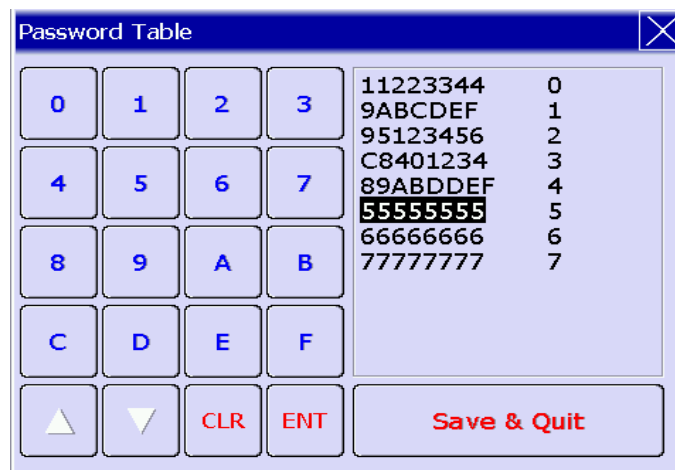 Password Table
0 1 2 3
4 5 6 7
8 9 A B
C D E F
CLR ENT
11223344 0
9ABCDEF 1
95123456 2
C8401234 3
89ABDDEF 4
55555555 5
66666666 6
77777777 7
Save & Quit